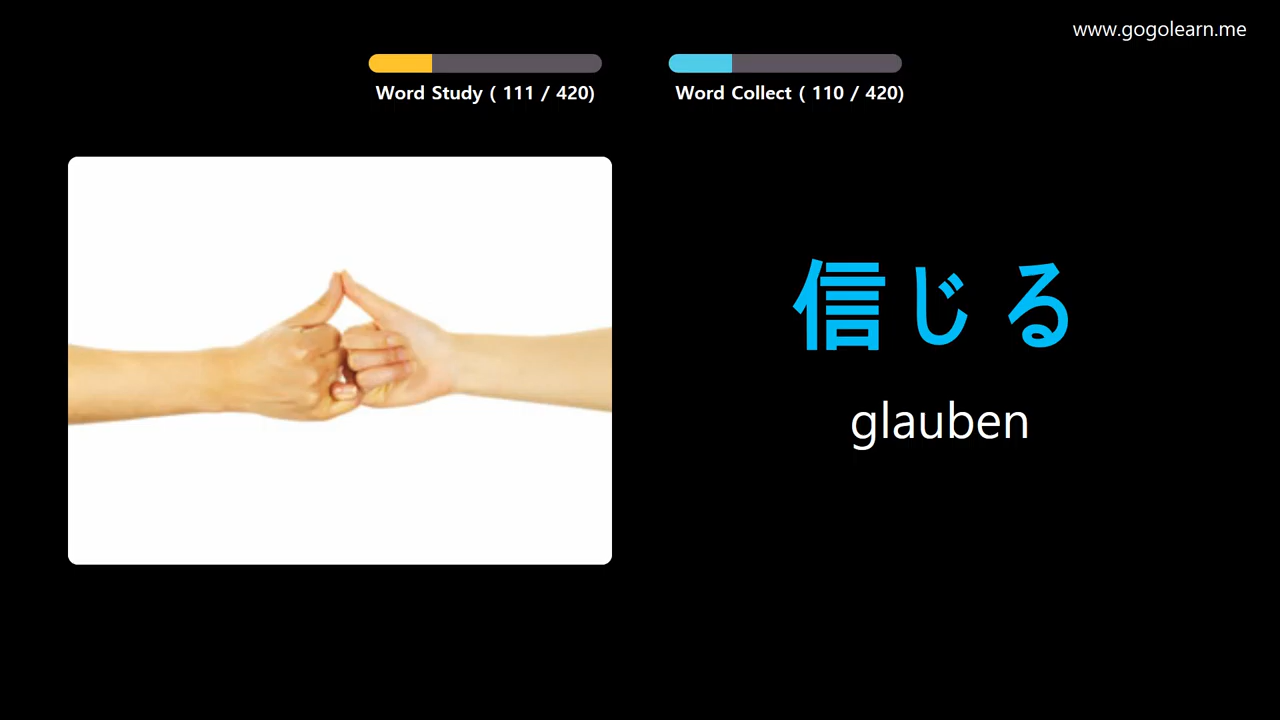 www.gogolearn.me
Word Study ( 111 / 420)
Word Collect ( 110 / 420)
信じる
glauben